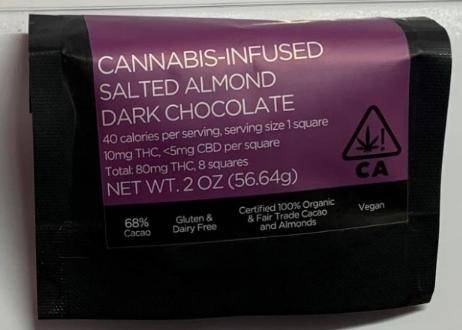 CANNABIS-INFUSED
SALTED ALMOND
DARK CHOCOLATE
40 calories per serving, serving size 1 square
10mg THC, <5mg CBD per square
Total: 80mg THC, 8 squares
NET WT. 2 OZ (56.64g)
!
CA
68%
Cacao
Gluten &
Dairy Free
Certified 100% Organic
& Fair Trade Cacao
and Almonds
Vegan